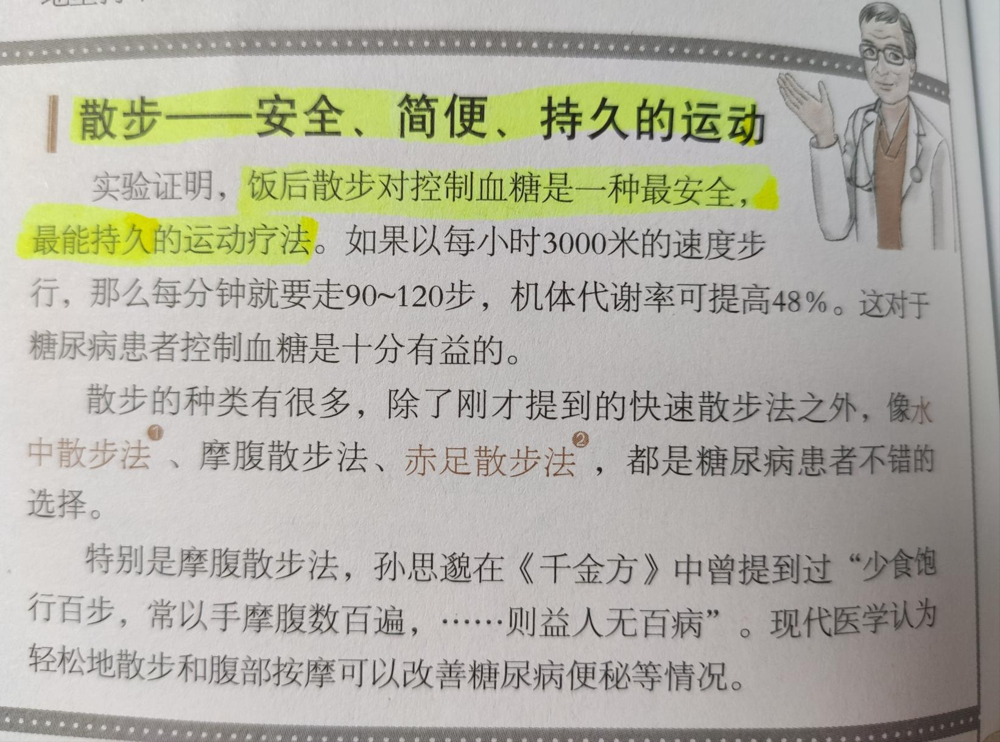 散步——安全、简便、持久的运动
实验证明，饭后散步对控制血糖是一种最安全，
最能持久的运动疗法。如果以每小时3000米的速度步
行，那么每分钟就要走90~120步，机体代谢率可提高48%。这对于
糖尿病患者控制血糖是十分有益的。
散步的种类有很多，除了刚才提到的快速散步法之外，像水
中散步法❶、摩腹散步法、赤足散步法❷，都是糖尿病患者不错的
选择。
特别是摩腹散步法，孙思邈在《千金方》中曾提到过“少食饱
行百步，常以手摩腹数百遍，……则益人无百病”。现代医学认为
轻松地散步和腹部按摩可以改善糖尿病便秘等情况。